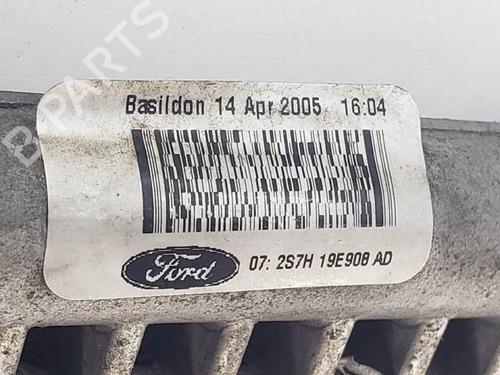 Basildon 14 Apr 2005 16:04
Ford 07: 2S7H 19E908 AD
B-PARTS